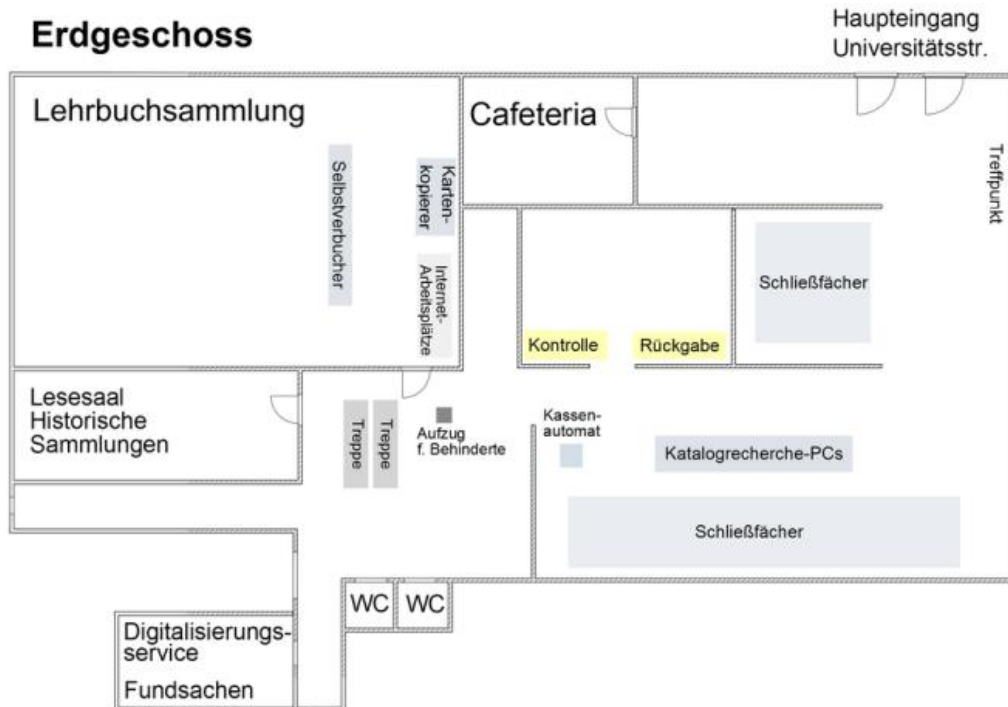 Erdgeschoss
Haupteingang
Universitätsstr.
Lehrbuchsammlung
Cafeteria
Treffpunkt
Selbstverbucher
Karten-
kopierer
Internet-
Arbeitsplätze
Schließfächer
Kontrolle
Rückgabe
Lesesaal
Historische
Sammlungen
Treppe
Treppe
Aufzug
f. Behinderte
Kassen-
automat
Katalogrecherche-PCs
Schließfächer
WC
WC
Digitalisierungs-
service
Fundsachen